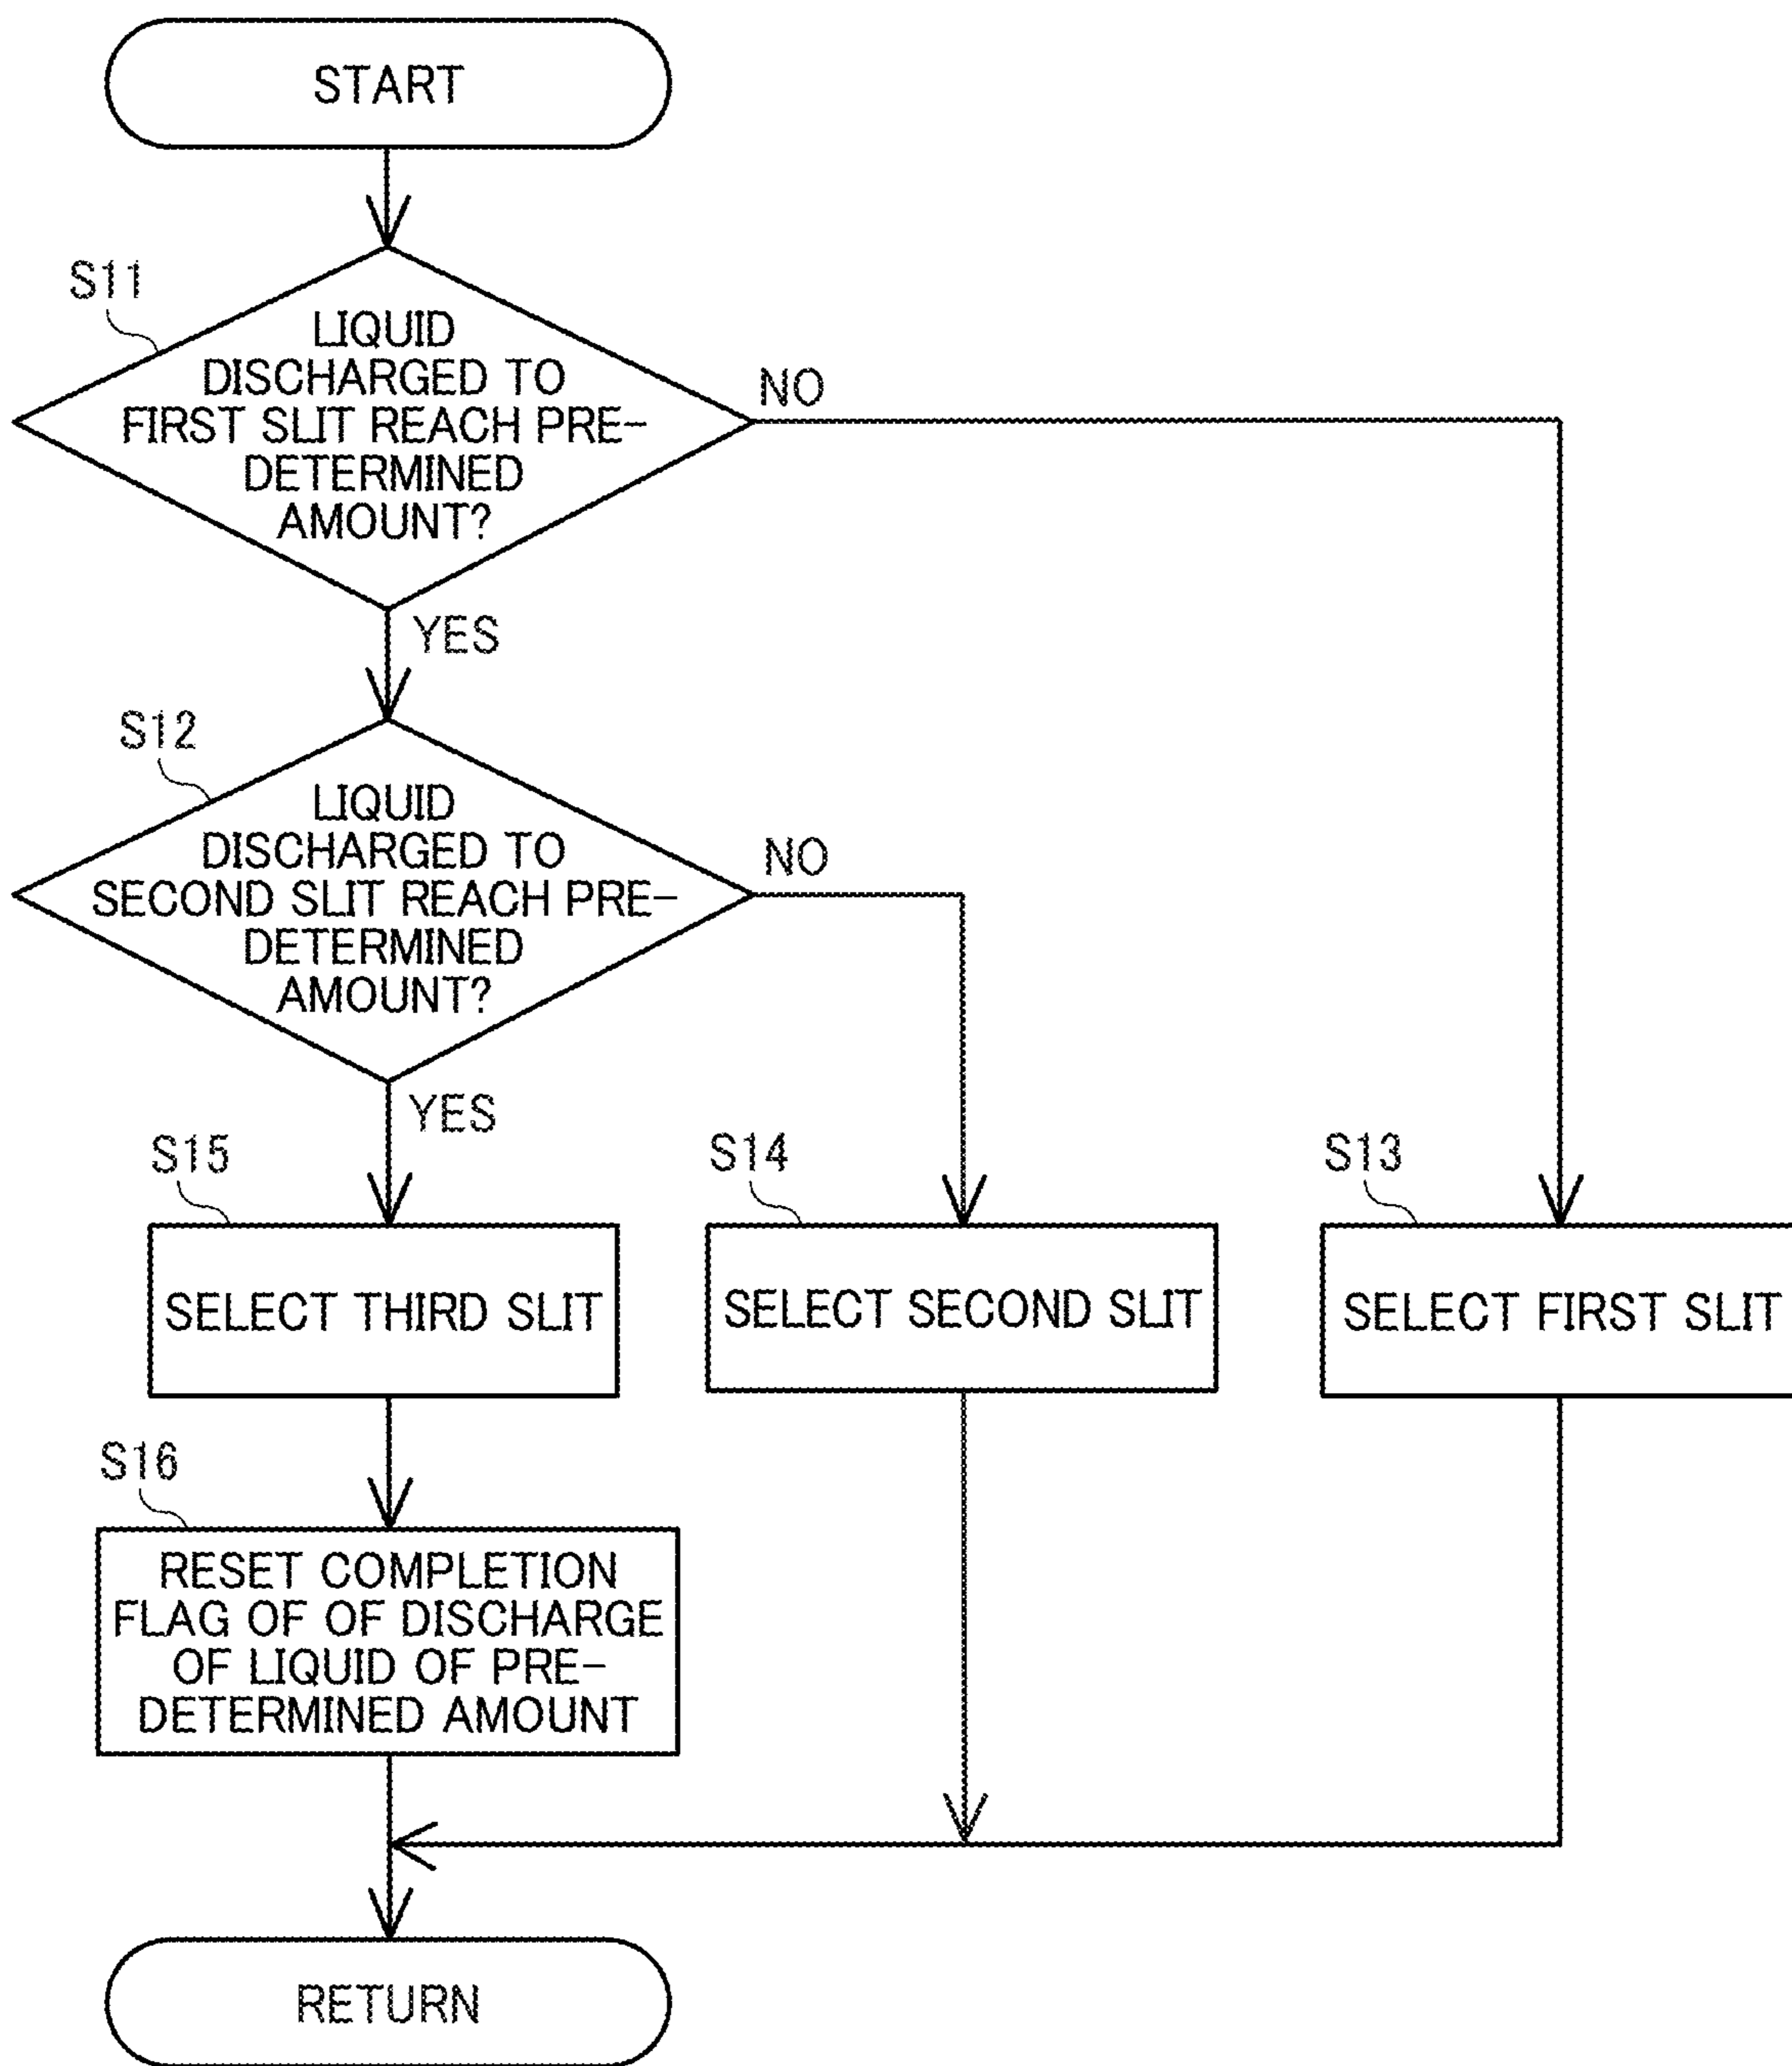 START
S11
LIQUID
DISCHARGED TO
FIRST SLIT REACH PRE-
DETERMINED
AMOUNT?
NO
YES
S12
LIQUID
DISCHARGED TO
SECOND SLIT REACH PRE-
DETERMINED
AMOUNT?
NO
YES
S15
SELECT THIRD SLIT
S14
SELECT SECOND SLIT
S13
SELECT FIRST SLIT
S16
RESET COMPLETION
FLAG OF OF DISCHARGE
OF LIQUID OF PRE-
DETERMINED AMOUNT
RETURN